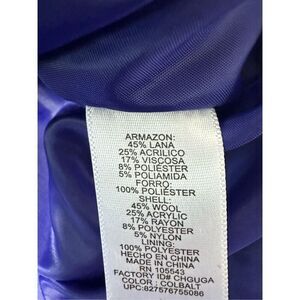 ARMAZON:
45% LANA
25% ACRILICO
17% VISCOSA
8% POLIESTER
5% POLIAMIDA
FORRO:
100% POLIESTER
SHELL:
45% WOOL
25% ACRYLIC
17% RAYON
8% POLYESTER
5% NYLON
LINING:
100% POLYESTER
HECHO EN CHINA
MADE IN CHINA
RN 105543
FACTORY ID# CHGUGA
COLOR : COLBALT
UPC:827576755086